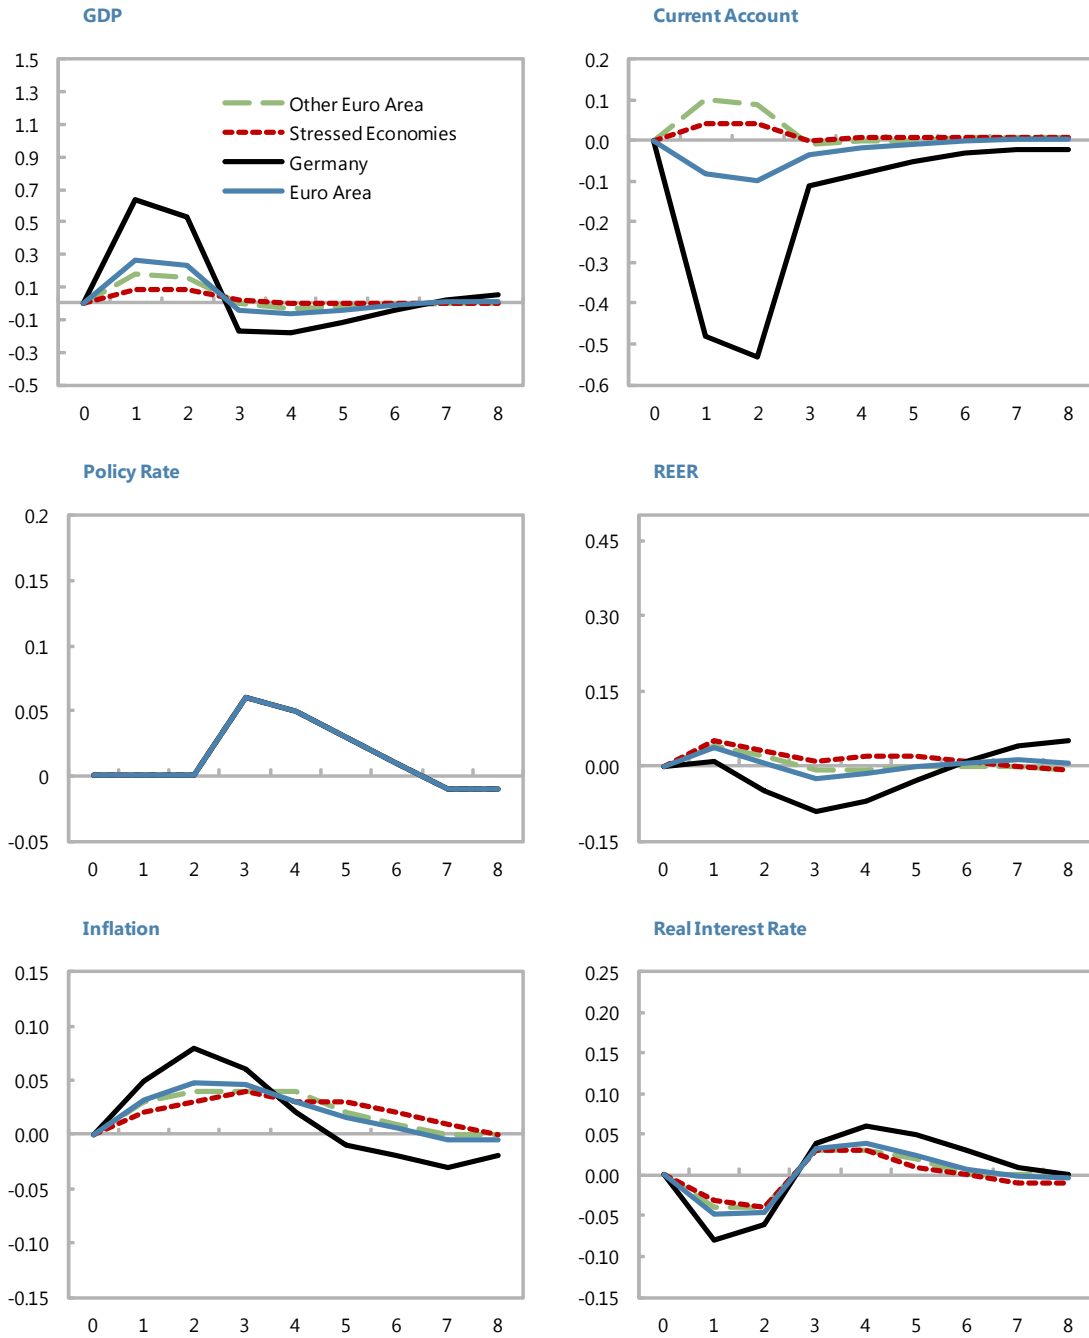 GDP
1.5
1.3
1.1
0.9
0.7
0.5
0.3
0.1
-0.1
-0.3
-0.5
Other Euro Area
Stressed Economies
Germany
Euro Area
0 1 2 3 4 5 6 7 8
Current Account
0.2
0.1
0.0
-0.1
-0.2
-0.3
-0.4
-0.5
-0.6
0 1 2 3 4 5 6 7 8
Policy Rate
0.2
0.15
0.1
0.05
0
-0.05
0 1 2 3 4 5 6 7 8
REER
0.45
0.30
0.15
0.00
-0.15
0 1 2 3 4 5 6 7 8
Inflation
0.15
0.10
0.05
0.00
-0.05
-0.10
-0.15
0 1 2 3 4 5 6 7 8
Real Interest Rate
0.25
0.20
0.15
0.10
0.05
0.00
-0.05
-0.10
-0.15
0 1 2 3 4 5 6 7 8